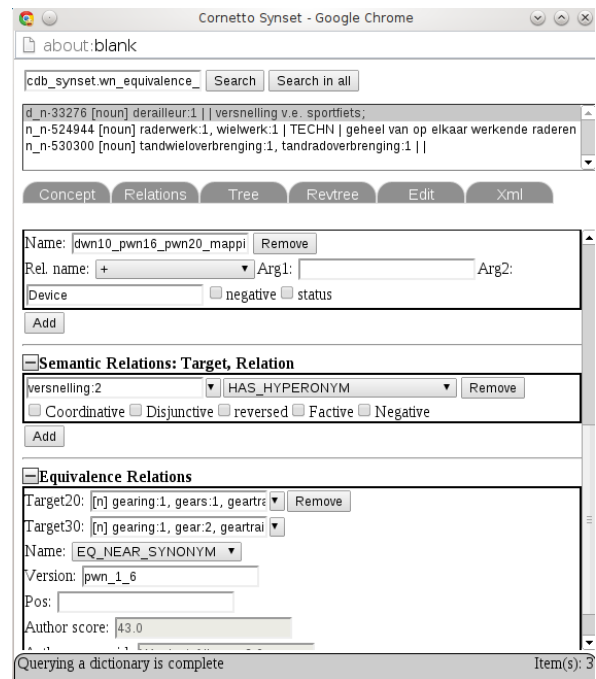 Cornetto Synset - Google Chrome
about:blank
cdb_synset.wn_equivalence_ Search Search in all
d_n-33276 [noun] derailleur:1 | | versnelling v.e. sportfiets;
n_n-524944 [noun] raderwerk:1, wielwerk:1 | TECHN | geheel van op elkaar werkende raderen
n_n-530300 [noun] tandwieloverbrenging:1, tandradoverbrenging:1 | |
Concept Relations Tree Revtree Edit Xml
Name: dwn10_pwn16_pwn20_mappi Remove
Rel. name: + Arg1: Arg2:
Device negative status
Add
Semantic Relations: Target, Relation
versnelling:2 HAS_HYPERONYM Remove
Coordinative Disjunctive reversed Factive Negative
Add
Equivalence Relations
Target20: [n] gearing:1, gears:1, geartra Remove
Target30: [n] gearing:1, gear:2, geartrai
Name: EQ_NEAR_SYNONYM
Version: pwn_1_6
Pos:
Author score: 43.0
Querying a dictionary is complete Item(s): 3